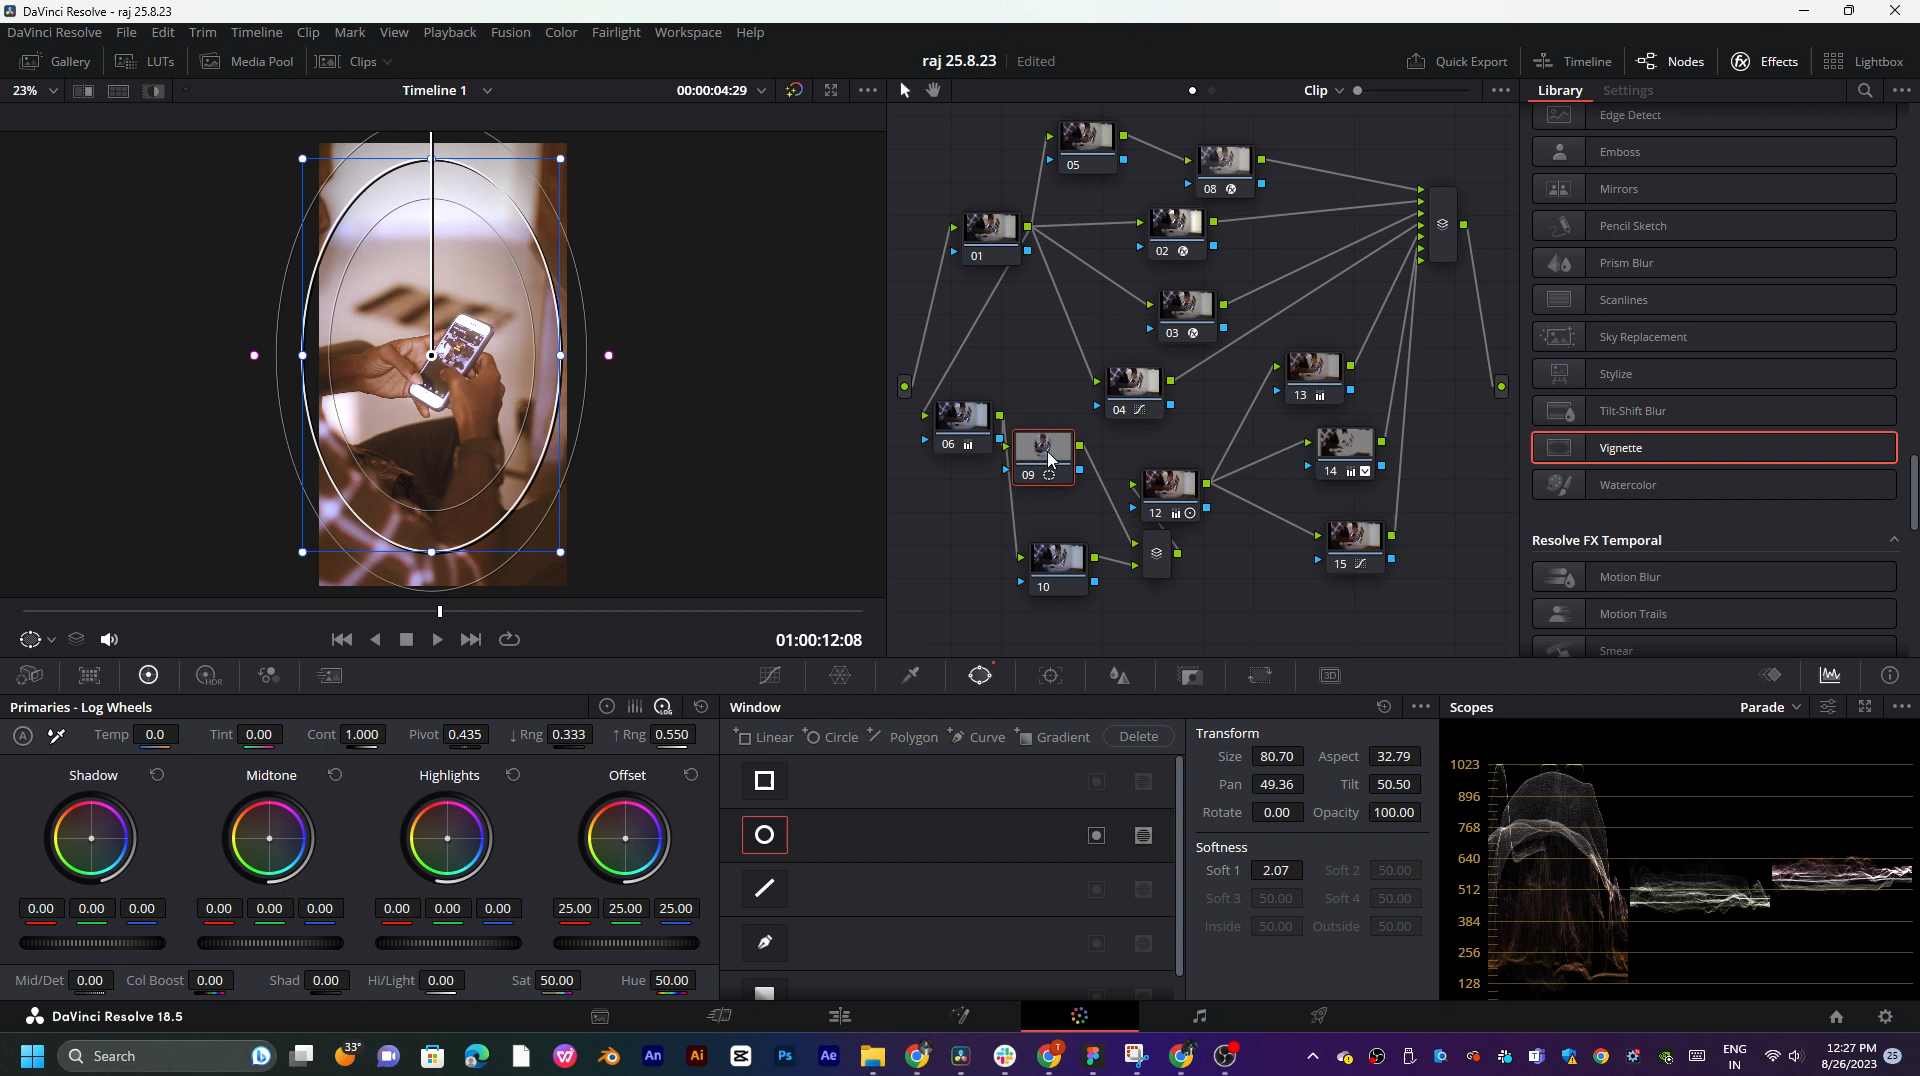 DaVinci Resolve - raj 25.8.23
DaVinci Resolve File Edit Trim Timeline Clip Mark View Playback Fusion Color Fairlight Workspace Help
Gallery LUTs Media Pool Clips raj 25.8.23 Edited Quick Export Timeline Nodes Effects Lightbox
23% Timeline 1 00:00:04:29 Clip Library Settings
Edge Detect
Emboss
Mirrors
Pencil Sketch
Prism Blur
Scanlines
Sky Replacement
Stylize
Tilt-Shift Blur
Vignette
Watercolor
Resolve FX Temporal
Motion Blur
Motion Trails
Smear
05
08
01
02
03
04
13
06
09
14
12
15
10
01:00:12:08
HDR
3D
Primaries - Log Wheels LOG Window Scopes Parade
A Temp 0.0 Tint 0.00 Cont 1.000 Pivot 0.435 ↓ Rng 0.333 ↑ Rng 0.550
Linear Circle Polygon Curve Gradient Delete
Shadow Midtone Highlights Offset
0.00 0.00 0.00 0.00 0.00 0.00 0.00 0.00 0.00 25.00 25.00 25.00
Mid/Det 0.00 Col Boost 0.00 Shad 0.00 Hi/Light 0.00 Sat 50.00 Hue 50.00
Transform
Size 80.70 Aspect 32.79
Pan 49.36 Tilt 50.50
Rotate 0.00 Opacity 100.00
Softness
Soft 1 2.07 Soft 2 50.00
Soft 3 50.00 Soft 4 50.00
Inside 50.00 Outside 50.00
1023
896
768
640
512
384
256
128
DaVinci Resolve 18.5
Search 33° An Ai Ps Ae T ENG
IN 12:27 PM
8/26/2023 25